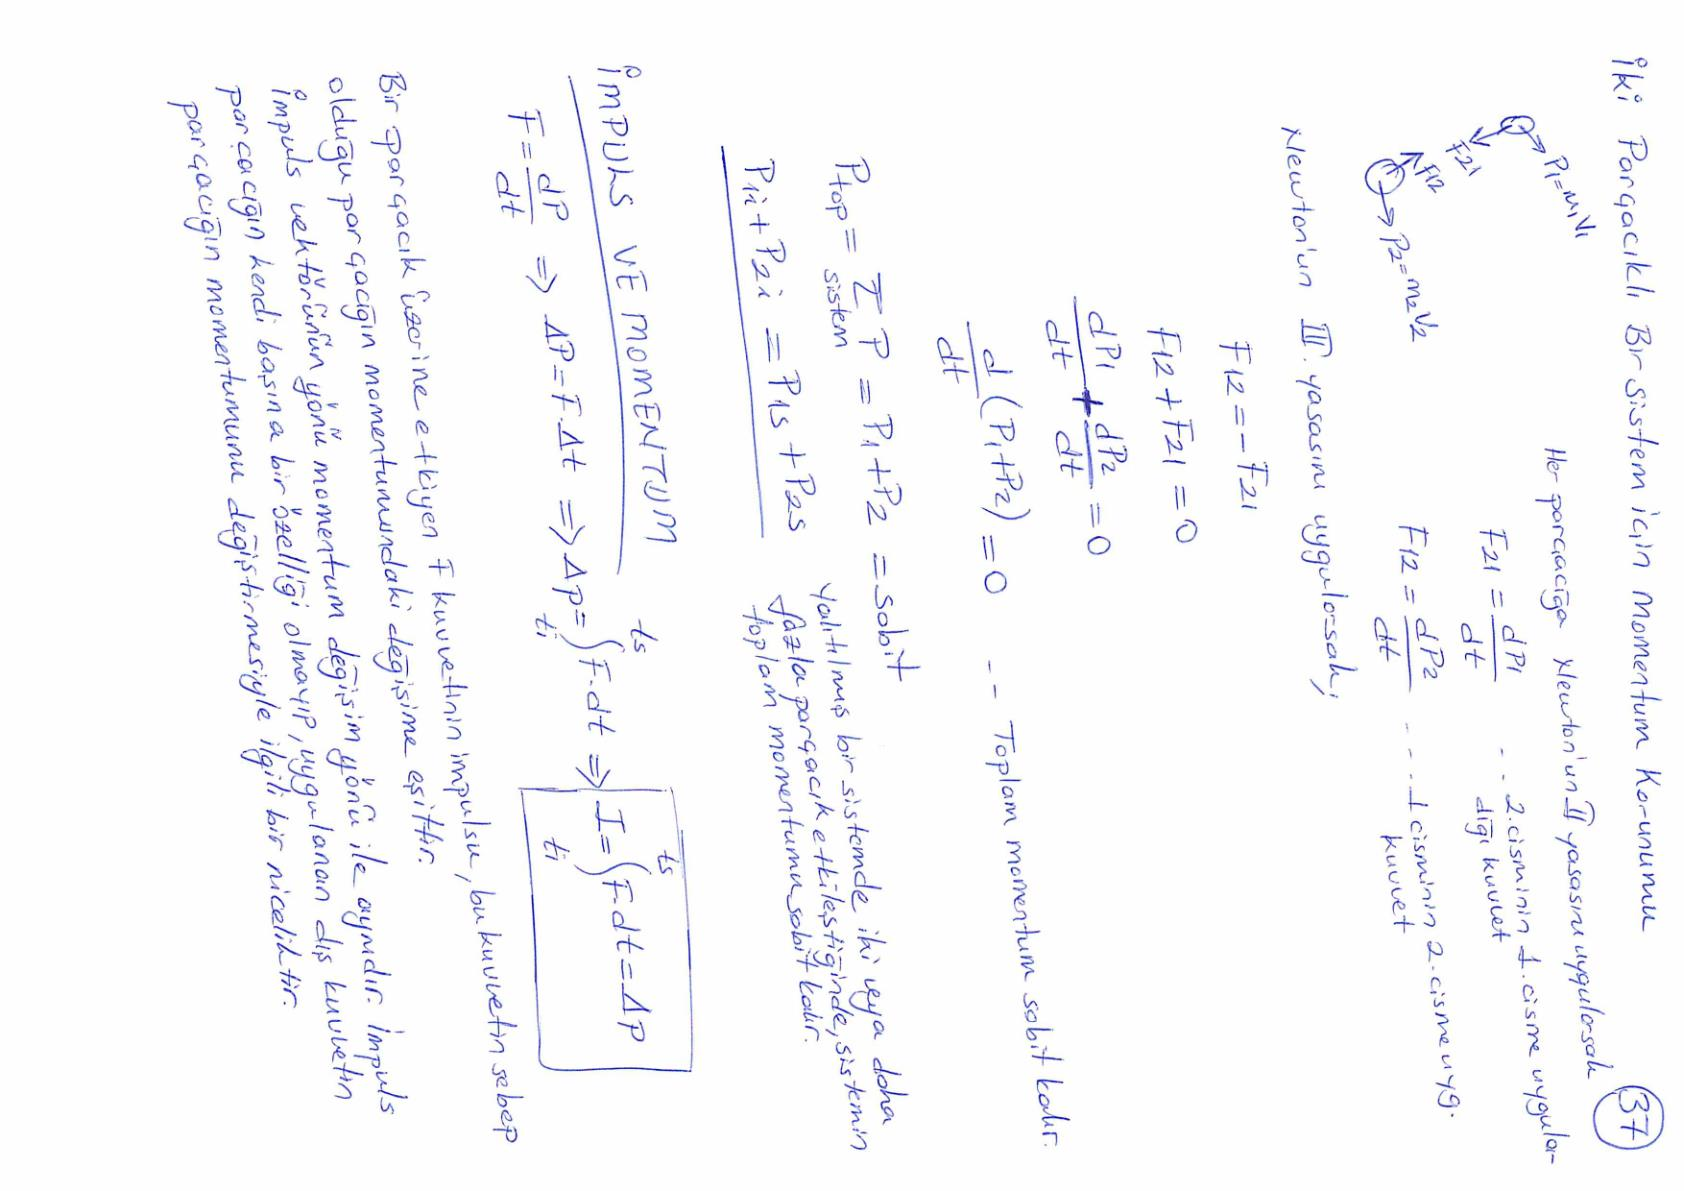 37
İki Parçacıklı Bir Sistem için Momentum Korunumu
Her parçacığa Newton'un II yasasını uygularsak
P1=m1V1
F21
F12
P2=m2V2
F21 = dP1/dt -- 2.cisminin 1.cisme uygula-
dığı kuvvet
F12 = dP2/dt --- 1 cisminin 2.cisme uyg.
kuvvet
Newton'un III. yasasını uygularsak,
F12 = -F21
F12 + F21 = 0
dP1/dt + dP2/dt = 0
d/dt (P1+P2) = 0 -- Toplam momentum sabit kalır.
Ptop = Σ P = P1+P2 = sabit
sistem
P1i + P2i = P1s + P2s
Yalıtılmış bir sistemde iki veya daha
fazla parçacık etkileştiğinde, sistemin
toplam momentumu sabit kalır.
İMPULS VE MOMENTUM
F = dP/dt ⇒ ΔP = F.Δt ⇒ ΔP = ∫ti^ts F.dt ⇒ I = ∫ti^ts F.dt = ΔP
Bir parçacık üzerine etkiyen F kuvvetinin impulsu, bu kuvvetin sebep
olduğu parçacığın momentumundaki değişime eşittir.
İmpuls vektörünün yönü momentum değişim yönü ile aynıdır. İmpuls
parçacığın kendi başına bir özelliği olmayıp, uygulanan dış kuvvetin
parçacığın momentumunu değiştirmesiyle ilgili bir niceliktir.